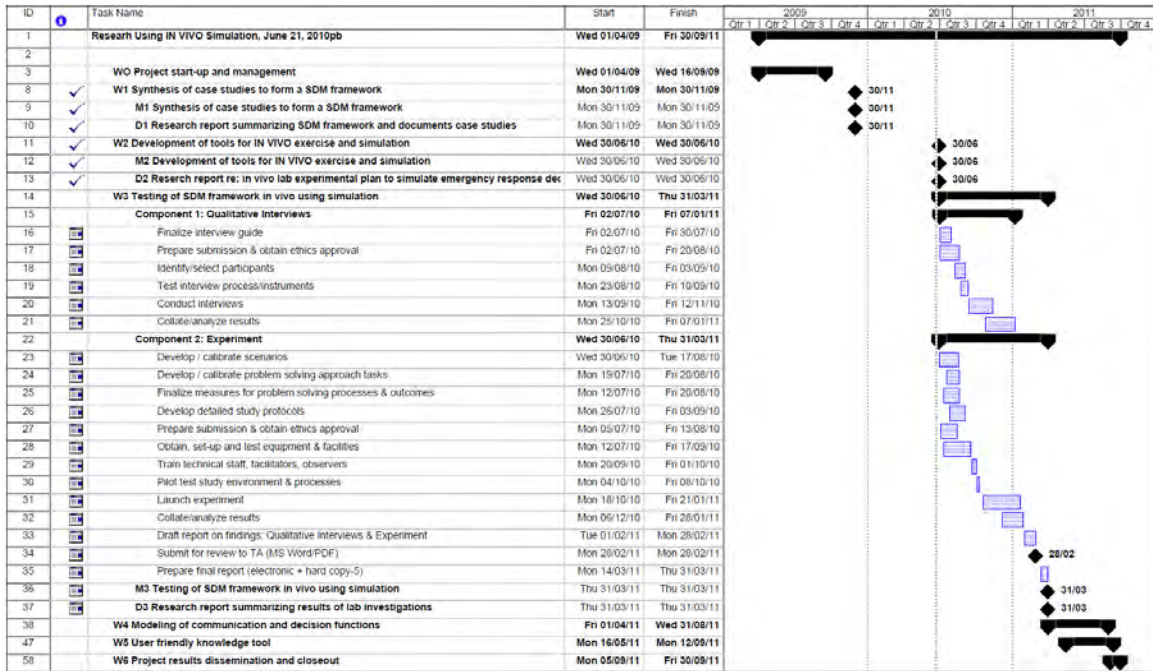 ID Task Name Start Finish 2009 2010 2011
Qtr 1 Qtr 2 Qtr 3 Qtr 4 Qtr 1 Qtr 2 Qtr 3 Qtr 4 Qtr 1 Qtr 2 Qtr 3 Qtr 4
1 Researh Using IN VIVO Simulation, June 21, 2010pb Wed 01/04/09 Fri 30/09/11
2
3 WO Project start-up and management Wed 01/04/09 Wed 16/09/09
8 W1 Synthesis of case studies to form a SDM framework Mon 30/11/09 Mon 30/11/09 30/11
9 M1 Synthesis of case studies to form a SDM framework Mon 30/11/09 Mon 30/11/09 30/11
10 D1 Research report summarizing SDM framework and documents case studies Mon 30/11/09 Mon 30/11/09 30/11
11 W2 Development of tools for IN VIVO exercise and simulation Wed 30/06/10 Wed 30/06/10 30/06
12 M2 Development of tools for IN VIVO exercise and simulation Wed 30/06/10 Wed 30/06/10 30/06
13 D2 Reserch report re: in vivo lab experimental plan to simulate emergency response dec Wed 30/06/10 Wed 30/06/10 30/06
14 W3 Testing of SDM framework in vivo using simulation Wed 30/06/10 Thu 31/03/11
15 Component 1: Qualitative Interviews Fri 02/07/10 Fri 07/01/11
16 Finalize interview guide Fri 02/07/10 Fri 30/07/10
17 Prepare submission & obtain ethics approval Fri 02/07/10 Fri 20/08/10
18 Identify/select participants Mon 09/08/10 Fri 03/09/10
19 Test interview process/instruments Mon 23/08/10 Fri 10/09/10
20 Conduct interviews Mon 13/09/10 Fri 12/11/10
21 Collate/analyze results Mon 25/10/10 Fri 07/01/11
22 Component 2: Experiment Wed 30/06/10 Thu 31/03/11
23 Develop / calibrate scenarios Wed 30/06/10 Tue 17/08/10
24 Develop / calibrate problem solving approach tasks Mon 19/07/10 Fri 20/08/10
25 Finalize measures for problem solving processes & outcomes Mon 12/07/10 Fri 20/08/10
26 Develop detailed study protocols Mon 26/07/10 Fri 03/09/10
27 Prepare submission & obtain ethics approval Mon 05/07/10 Fri 13/08/10
28 Obtain, set-up and test equipment & facilities Mon 12/07/10 Fri 17/09/10
29 Train technical staff, facilitators, observers Mon 20/09/10 Fri 01/10/10
30 Pilot test study environment & processes Mon 04/10/10 Fri 08/10/10
31 Launch experiment Mon 18/10/10 Fri 21/01/11
32 Collate/analyze results Mon 06/12/10 Fri 28/01/11
33 Draft report on findings: Qualitative Interviews & Experiment Tue 01/02/11 Mon 28/02/11
34 Submit for review to TA (MS Word/PDF) Mon 28/02/11 Mon 28/02/11 28/02
35 Prepare final report (electronic + hard copy-5) Mon 14/03/11 Thu 31/03/11
36 M3 Testing of SDM framework in vivo using simulation Thu 31/03/11 Thu 31/03/11 31/03
37 D3 Research report summarizing results of lab investigations Thu 31/03/11 Thu 31/03/11 31/03
38 W4 Modeling of communication and decision functions Fri 01/04/11 Wed 31/08/11
47 W5 User friendly knowledge tool Mon 16/05/11 Mon 12/09/11
58 W6 Project results dissemination and closeout Mon 05/09/11 Fri 30/09/11